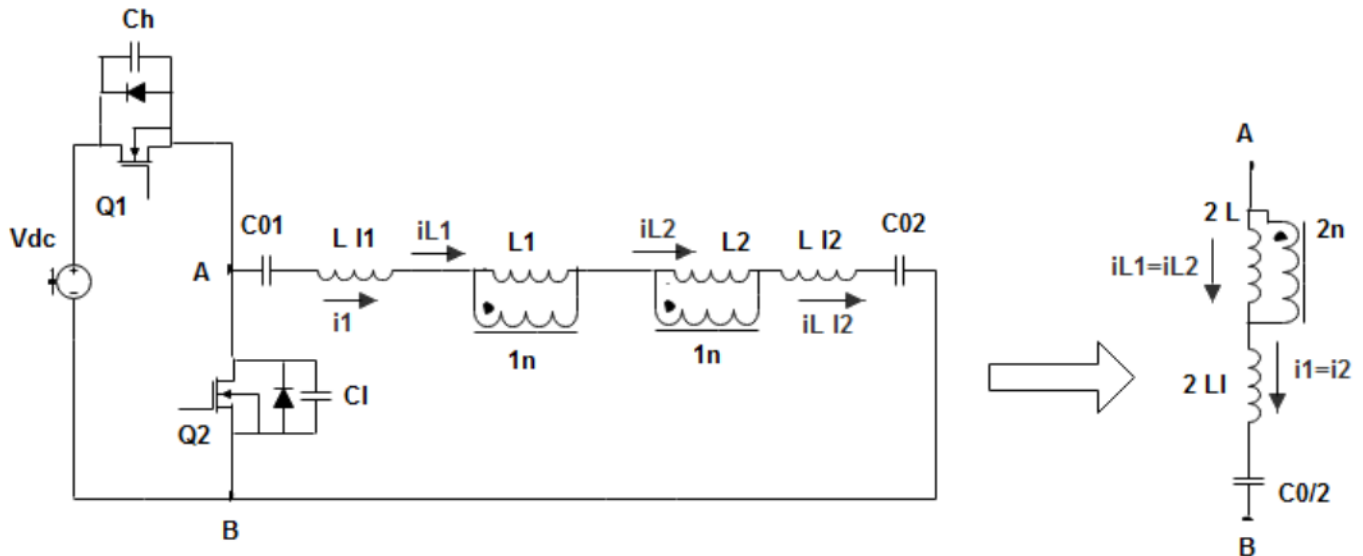 Ch
Q1
Vdc
A
C01
L l1
iL1
L1
iL2
L2
L l2
C02
i1
1n
1n
iL l2
Q2
Cl
B
A
2 L
2n
iL1=iL2
i1=i2
2 Ll
C0/2
B